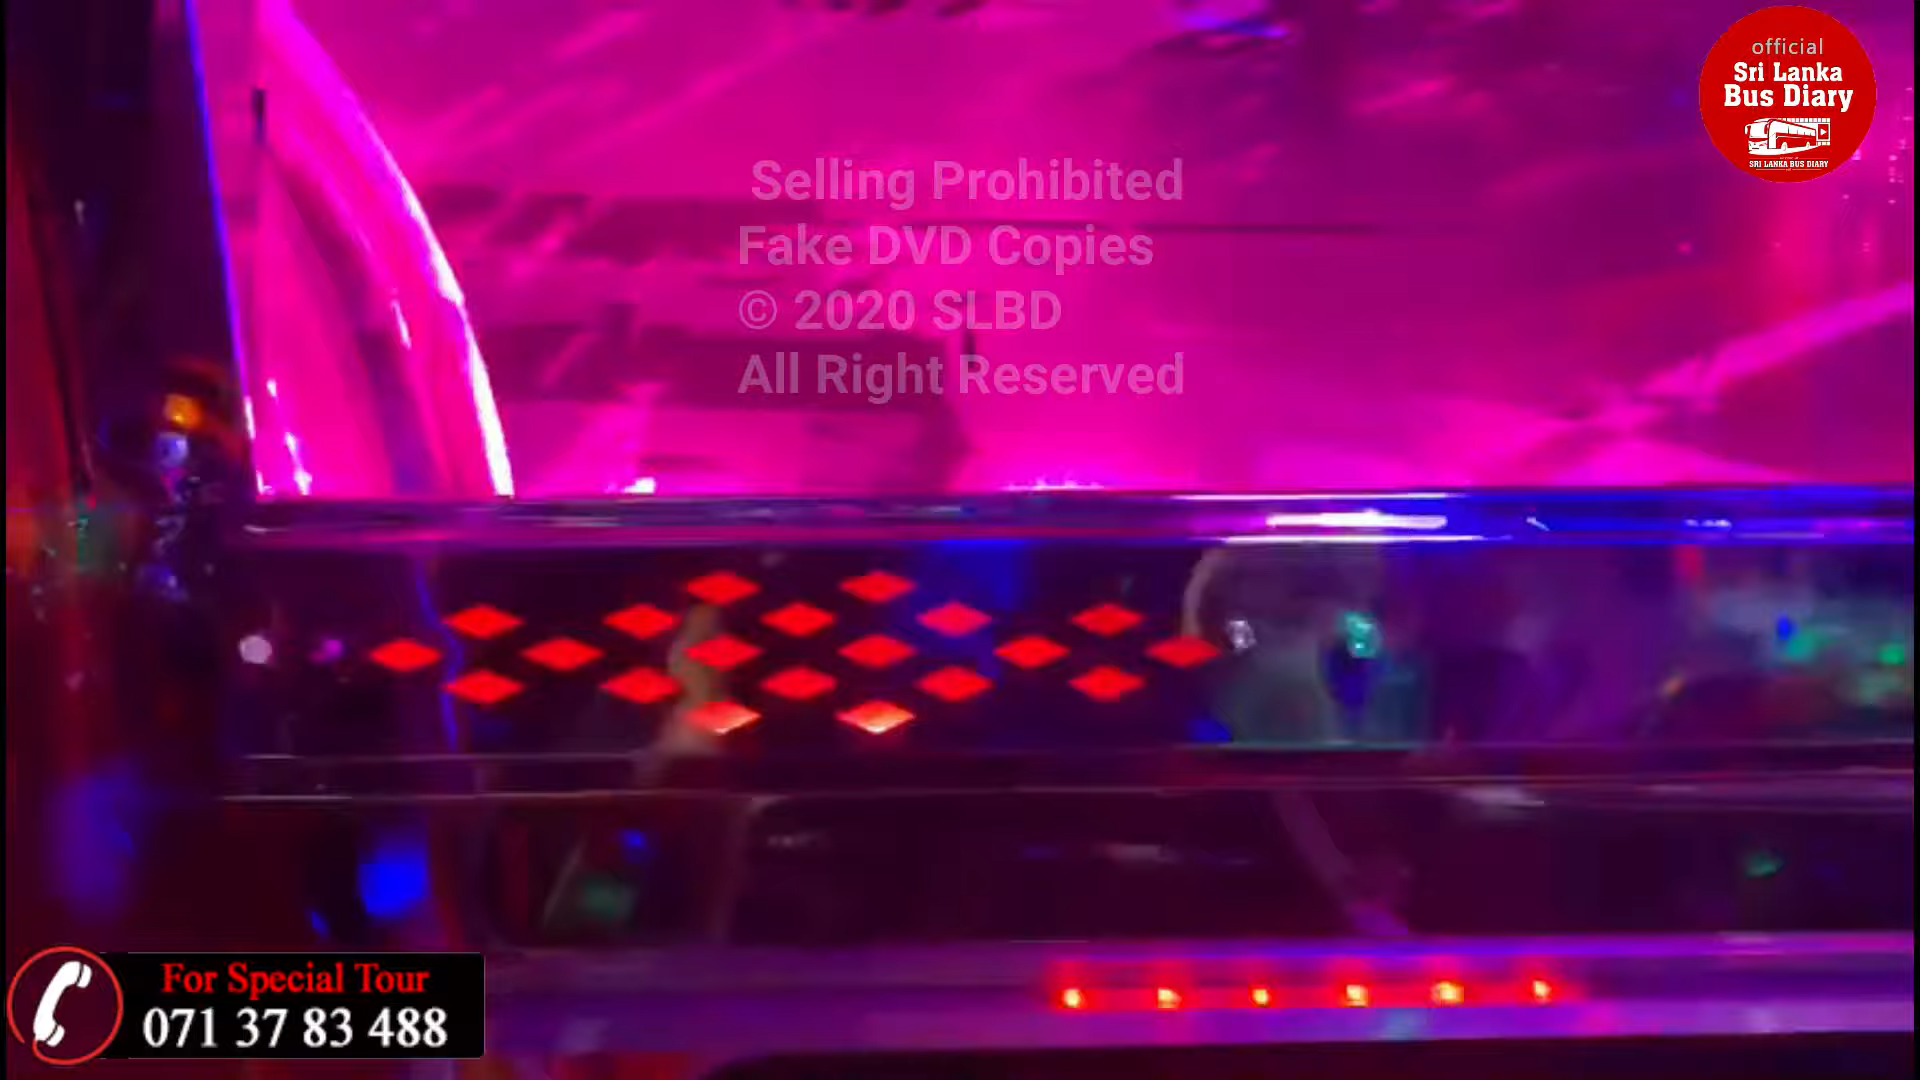 official
Sri Lanka
Bus Diary
SRI LANKA BUS DIARY
Selling Prohibited
Fake DVD Copies
© 2020 SLBD
All Right Reserved
For Special Tour
071 37 83 488